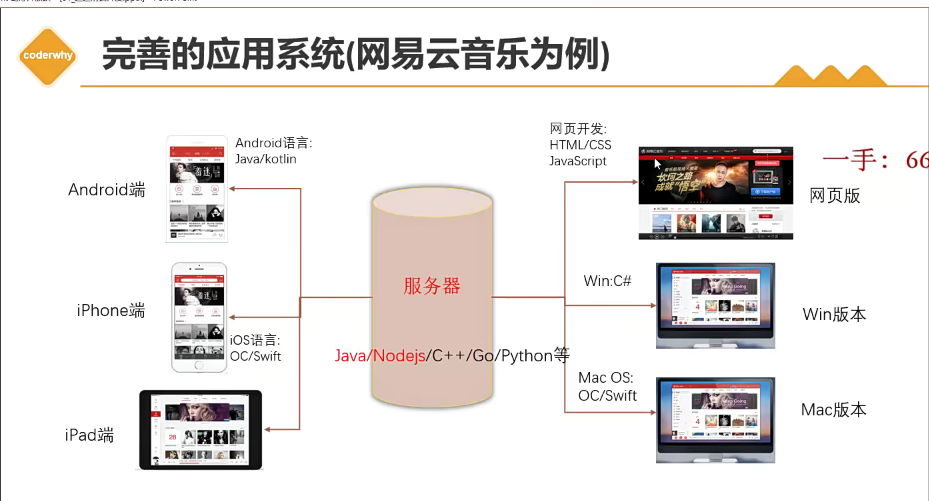 coderwhy
完善的应用系统(网易云音乐为例)
Android语言:
Java/kotlin
Android端
iPhone端
iOS语言:
OC/Swift
iPad端
服务器
Java/Nodejs/C++/Go/Python等
网页开发:
HTML/CSS
JavaScript
一手：66
网页版
Win:C#
Win版本
Mac OS:
OC/Swift
Mac版本